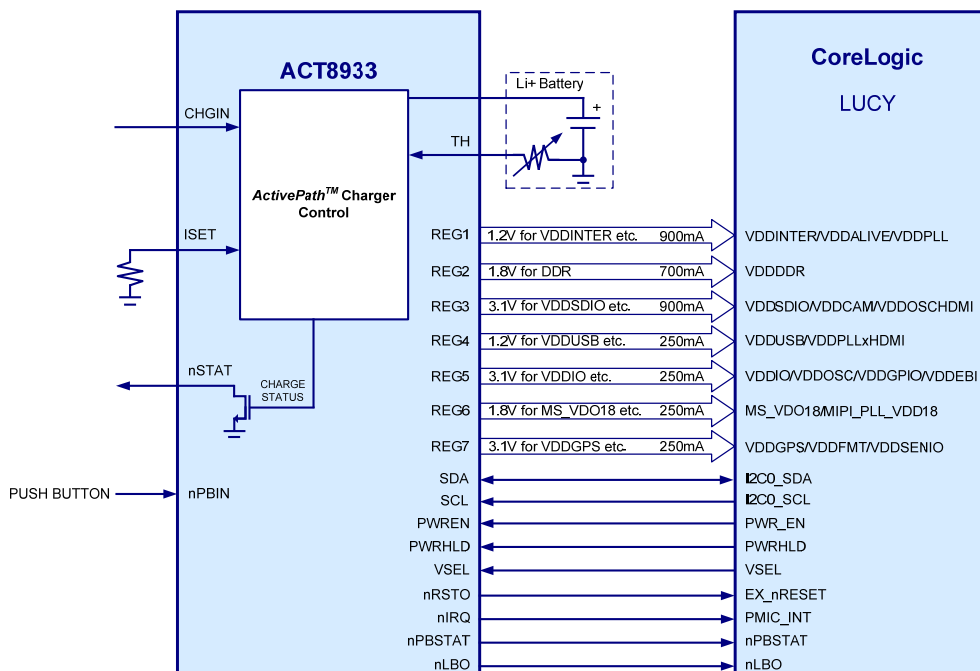 ACT8933
CoreLogic
LUCY
Li+ Battery
+
CHGIN
TH
ActivePath™ Charger
Control
ISET
REG1 1.2V for VDDINTER etc. 900mA VDDINTER/VDDALIVE/VDDPLL
REG2 1.8V for DDR 700mA VDDDDR
REG3 3.1V for VDDSDIO etc. 900mA VDDSDIO/VDDCAM/VDDOSCHDMI
REG4 1.2V for VDDUSB etc. 250mA VDDUSB/VDDPLLxHDMI
REG5 3.1V for VDDIO etc. 250mA VDDIO/VDDOSC/VDDGPIO/VDDEBI
REG6 1.8V for MS_VDO18 etc. 250mA MS_VDO18/MIPI_PLL_VDD18
REG7 3.1V for VDDGPS etc. 250mA VDDGPS/VDDFMT/VDDSENIO
nSTAT
CHARGE
STATUS
PUSH BUTTON nPBIN
SDA I2C0_SDA
SCL I2C0_SCL
PWREN PWR_EN
PWRHLD PWRHLD
VSEL VSEL
nRSTO EX_nRESET
nIRQ PMIC_INT
nPBSTAT nPBSTAT
nLBO nLBO